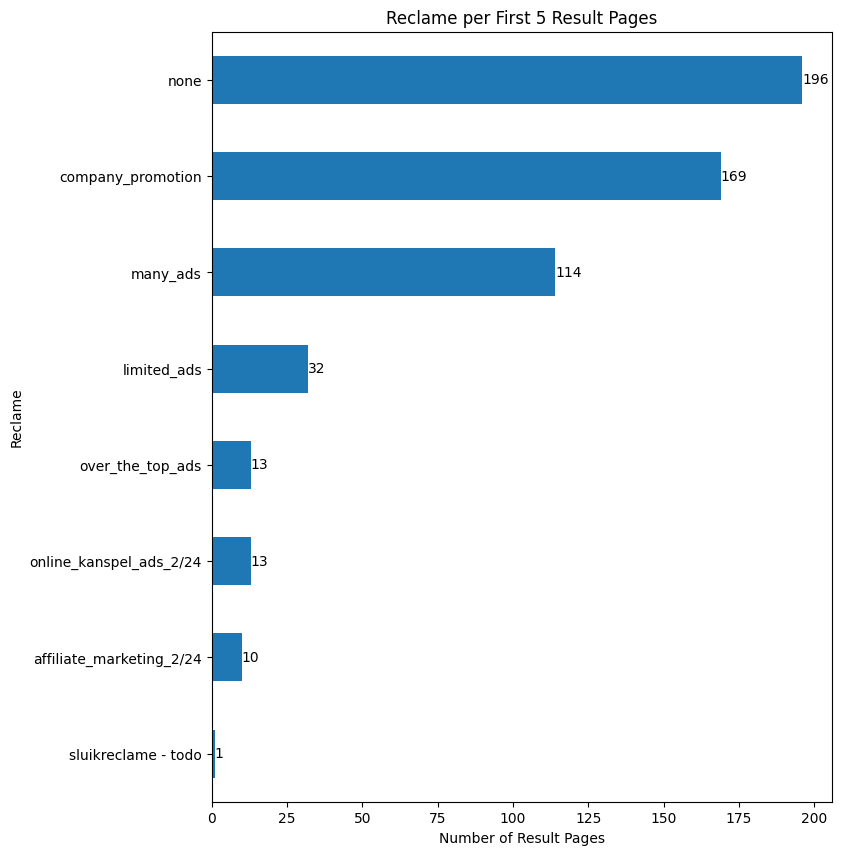 Reclame per First 5 Result Pages
none
196
company_promotion
169
many_ads
114
limited_ads
32
over_the_top_ads
13
online_kanspel_ads_2/24
13
affiliate_marketing_2/24
10
sluikreclame - todo
1
Reclame
0 25 50 75 100 125 150 175 200
Number of Result Pages